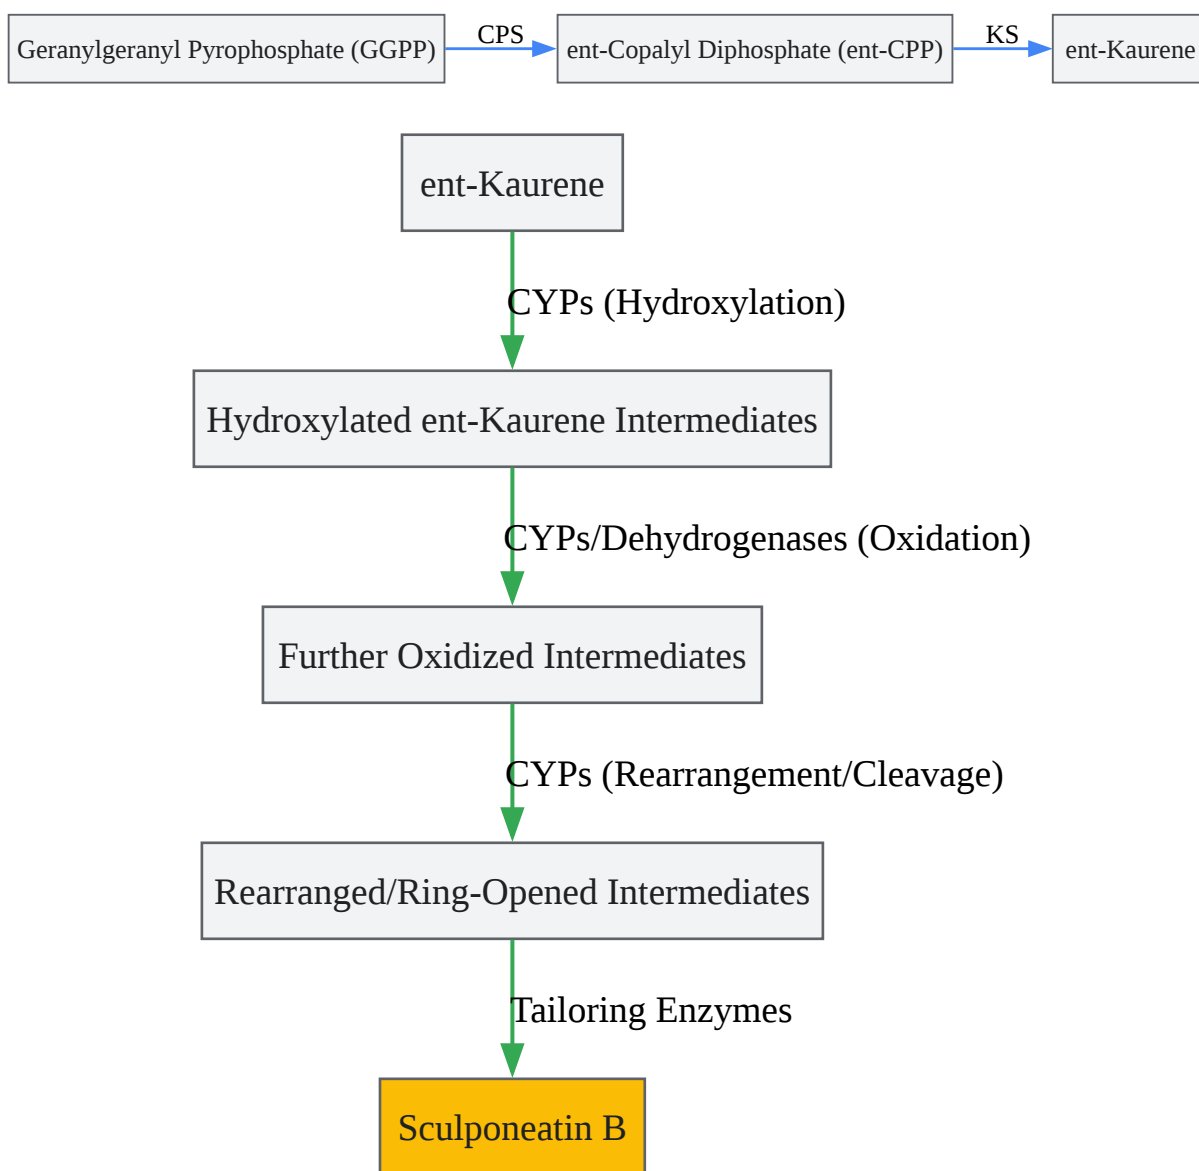 Geranylgeranyl Pyrophosphate (GGPP)
CPS
ent-Copalyl Diphosphate (ent-CPP)
KS
ent-Kaurene
ent-Kaurene
CYPs (Hydroxylation)
Hydroxylated ent-Kaurene Intermediates
CYPs/Dehydrogenases (Oxidation)
Further Oxidized Intermediates
CYPs (Rearrangement/Cleavage)
Rearranged/Ring-Opened Intermediates
Tailoring Enzymes
Sculponeatin B